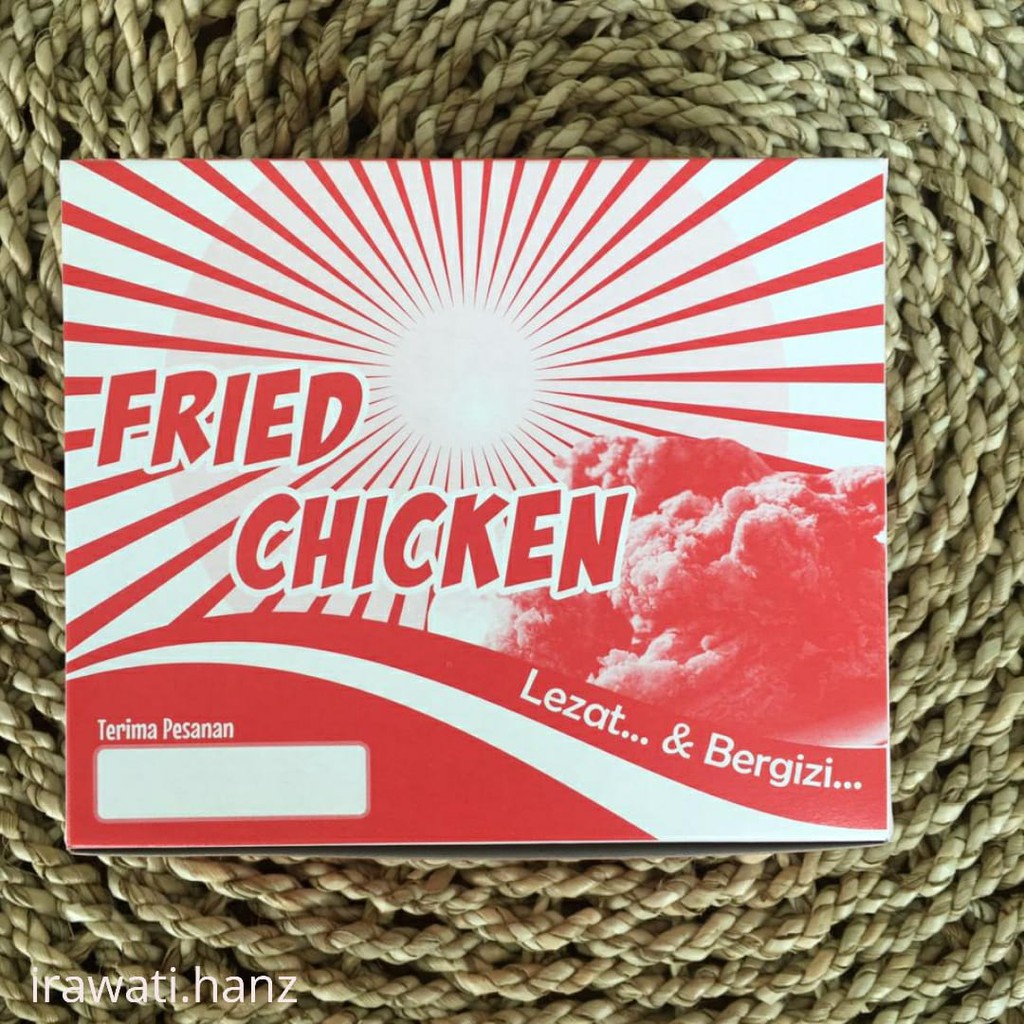 FRIED
CHICKEN
Lezat... & Bergizi...
Terima Pesanan
irawati.hanz